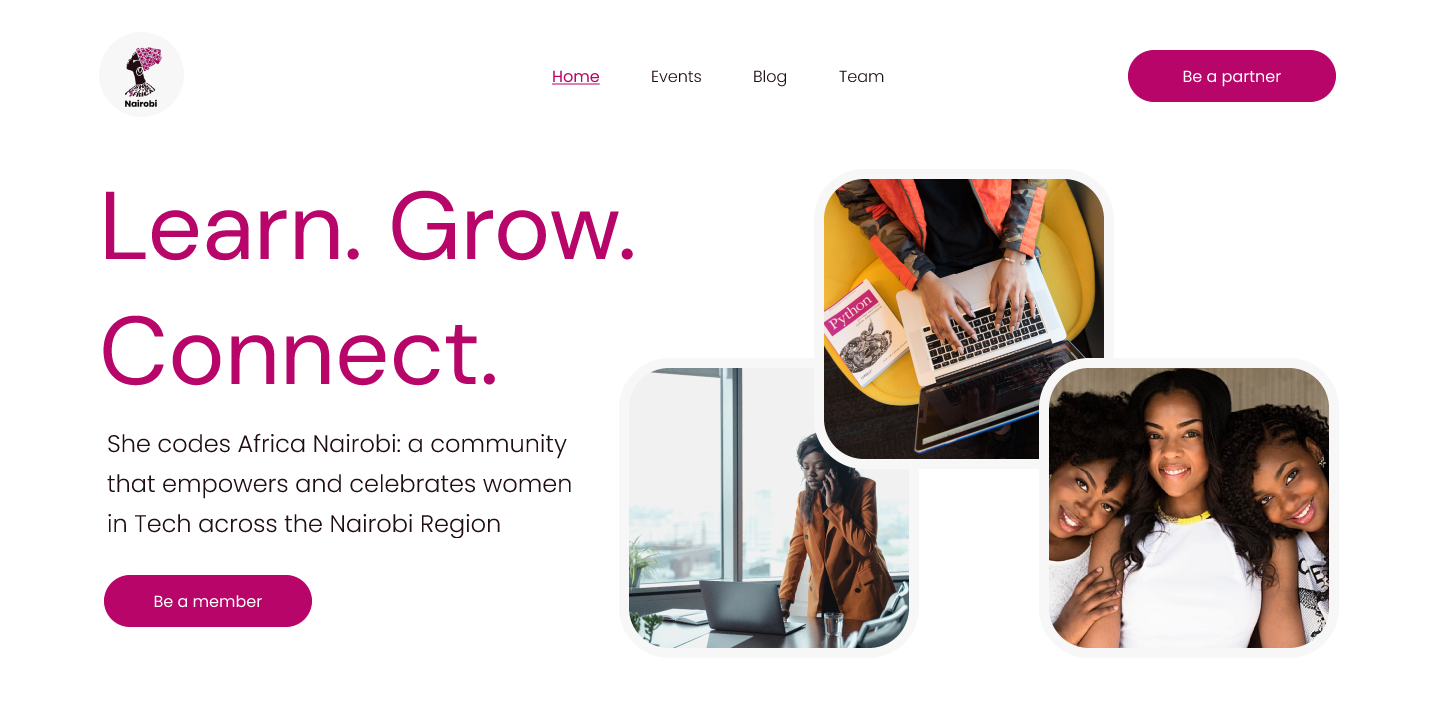 Nairobi
Home
Events
Blog
Team
Be a partner
Learn. Grow.
Connect.
She codes Africa Nairobi: a community
that empowers and celebrates women
in Tech across the Nairobi Region
Be a member
Python